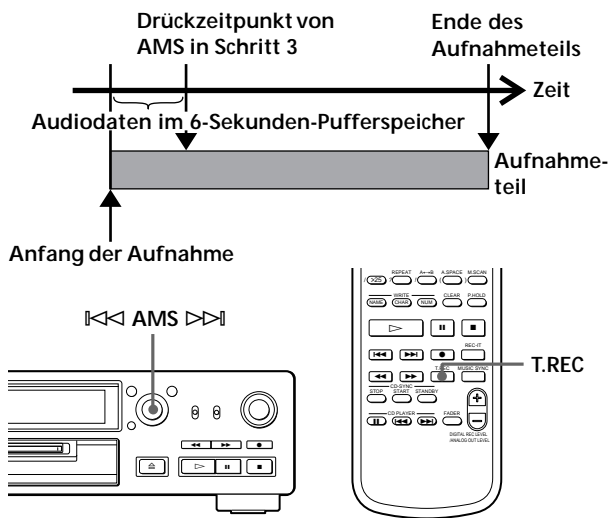 Drückzeitpunkt von
AMS in Schritt 3
Ende des
Aufnahmeteils
Zeit
Audiodaten im 6-Sekunden-Pufferspeicher
Aufnahme-
teil
Anfang der Aufnahme
AMS
T.REC
>25 REPEAT A↔B A.SPACE M.SCAN
WRITE
NAME CHAR NUM CLEAR P.HOLD
REC-IT
T.REC MUSIC SYNC
CD-SYNC
STOP START STANDBY
CD PLAYER FADER
DIGITAL REC LEVEL
/ANALOG OUT LEVEL